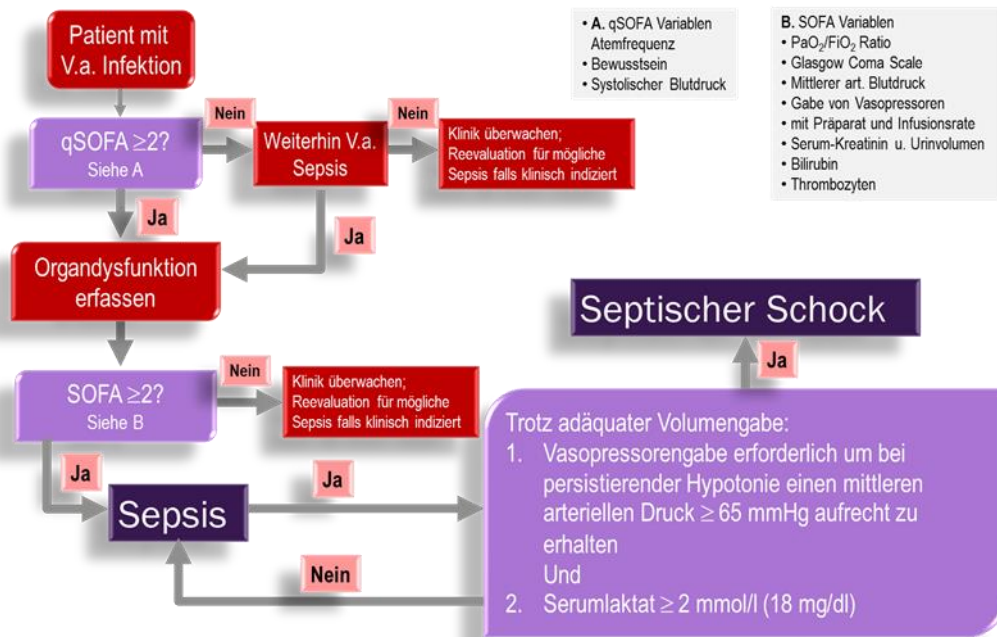 Patient mit
V.a. Infektion
• A. qSOFA Variablen
Atemfrequenz
• Bewusstsein
• Systolischer Blutdruck
B. SOFA Variablen
• PaO₂/FiO₂ Ratio
• Glasgow Coma Scale
• Mittlerer art. Blutdruck
• Gabe von Vasopressoren
• mit Präparat und Infusionsrate
• Serum-Kreatinin u. Urinvolumen
• Bilirubin
• Thrombozyten
qSOFA ≥2?
Siehe A
Nein
Weiterhin V.a.
Sepsis
Nein
Klinik überwachen;
Reevaluation für mögliche
Sepsis falls klinisch indiziert
Ja
Ja
Organdysfunktion
erfassen
SOFA ≥2?
Siehe B
Nein
Klinik überwachen;
Reevaluation für mögliche
Sepsis falls klinisch indiziert
Ja
Sepsis
Ja
Nein
Trotz adäquater Volumengabe:
1. Vasopressorengabe erforderlich um bei
persistierender Hypotonie einen mittleren
arteriellen Druck ≥ 65 mmHg aufrecht zu
erhalten
Und
2. Serumlaktat ≥ 2 mmol/l (18 mg/dl)
Ja
Septischer Schock